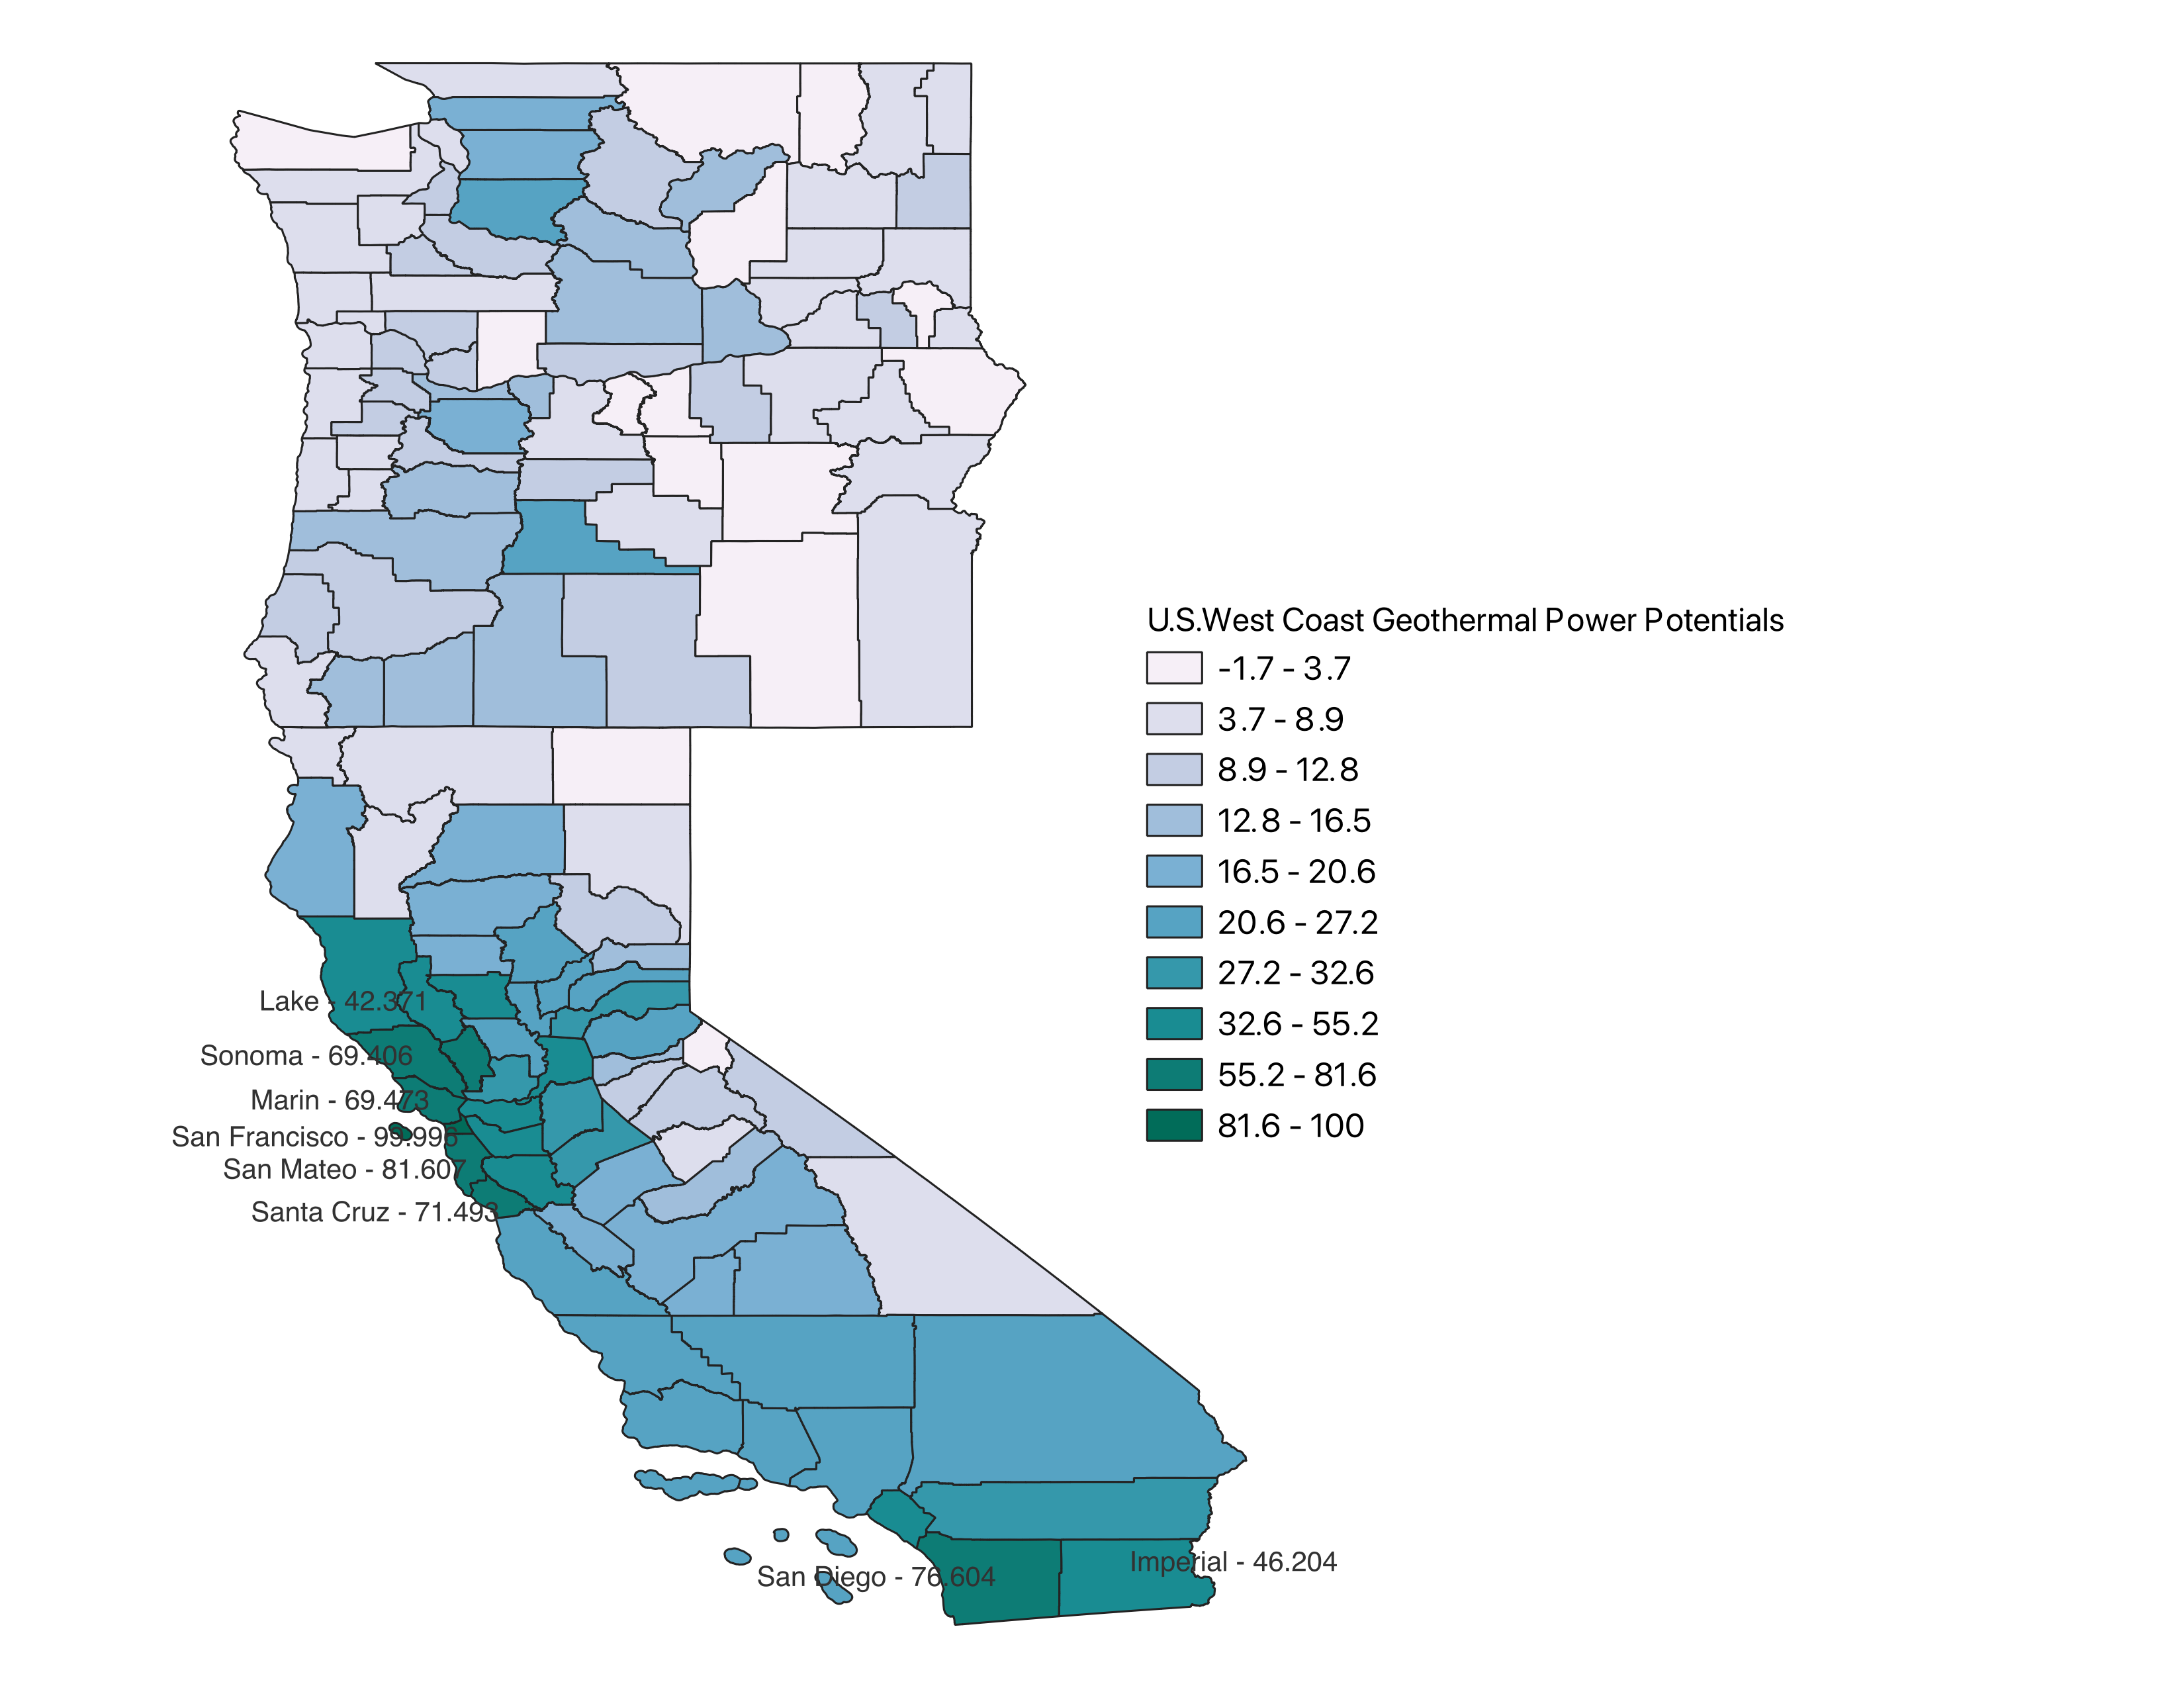 U.S.West Coast Geothermal Power Potentials
-1.7 - 3.7
3.7 - 8.9
8.9 - 12.8
12.8 - 16.5
16.5 - 20.6
20.6 - 27.2
27.2 - 32.6
32.6 - 55.2
55.2 - 81.6
81.6 - 100
Lake - 42.371
Sonoma - 69.406
Marin - 69.473
San Francisco - 99.996
San Mateo - 81.607
Santa Cruz - 71.493
San Diego - 76.604
Imperial - 46.204